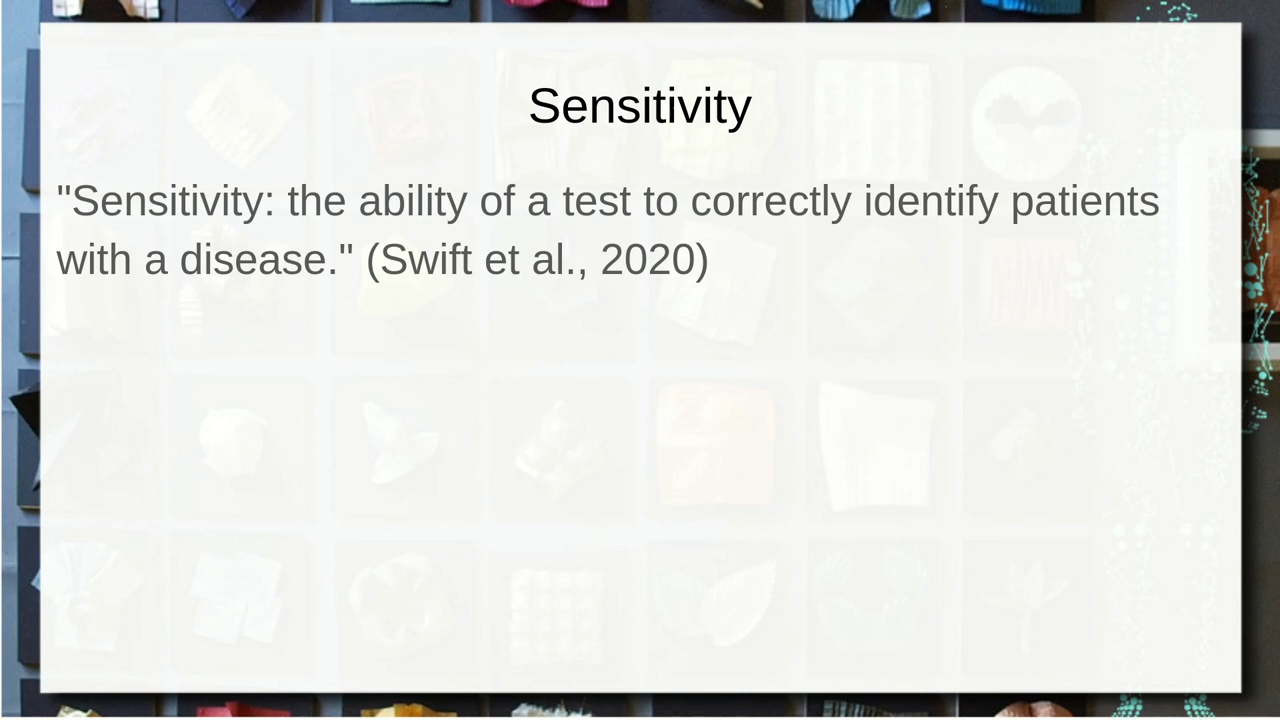 Sensitivity
"Sensitivity: the ability of a test to correctly identify patients
with a disease." (Swift et al., 2020)